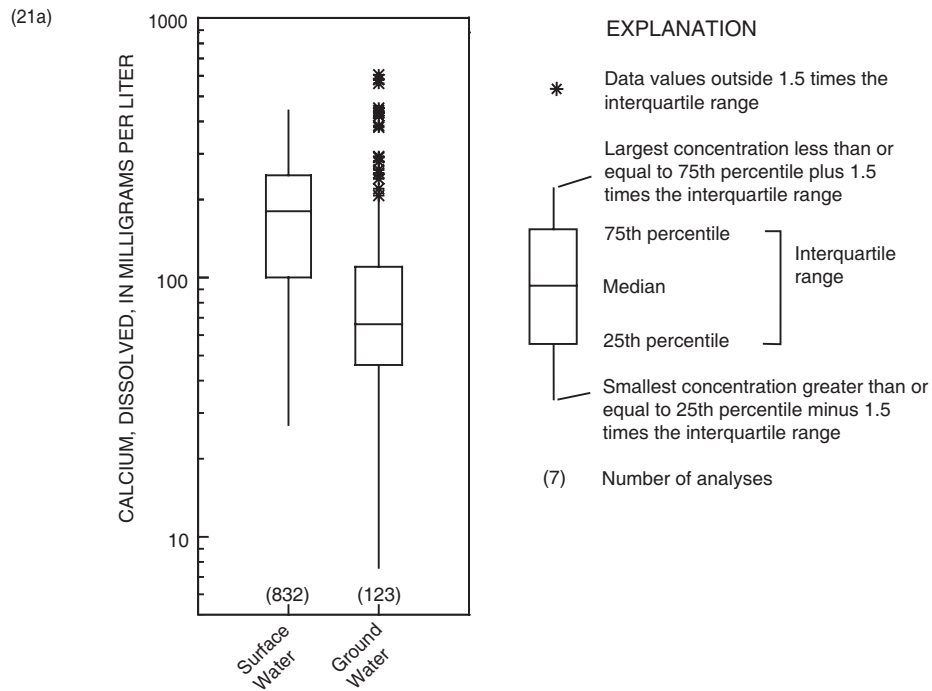 (21a)
CALCIUM, DISSOLVED, IN MILLIGRAMS PER LITER
1000
100
10
(832)
(123)
Surface
Water
Ground
Water
EXPLANATION
Data values outside 1.5 times the
interquartile range
Largest concentration less than or
equal to 75th percentile plus 1.5
times the interquartile range
75th percentile
Interquartile
range
Median
25th percentile
Smallest concentration greater than or
equal to 25th percentile minus 1.5
times the interquartile range
(7) Number of analyses